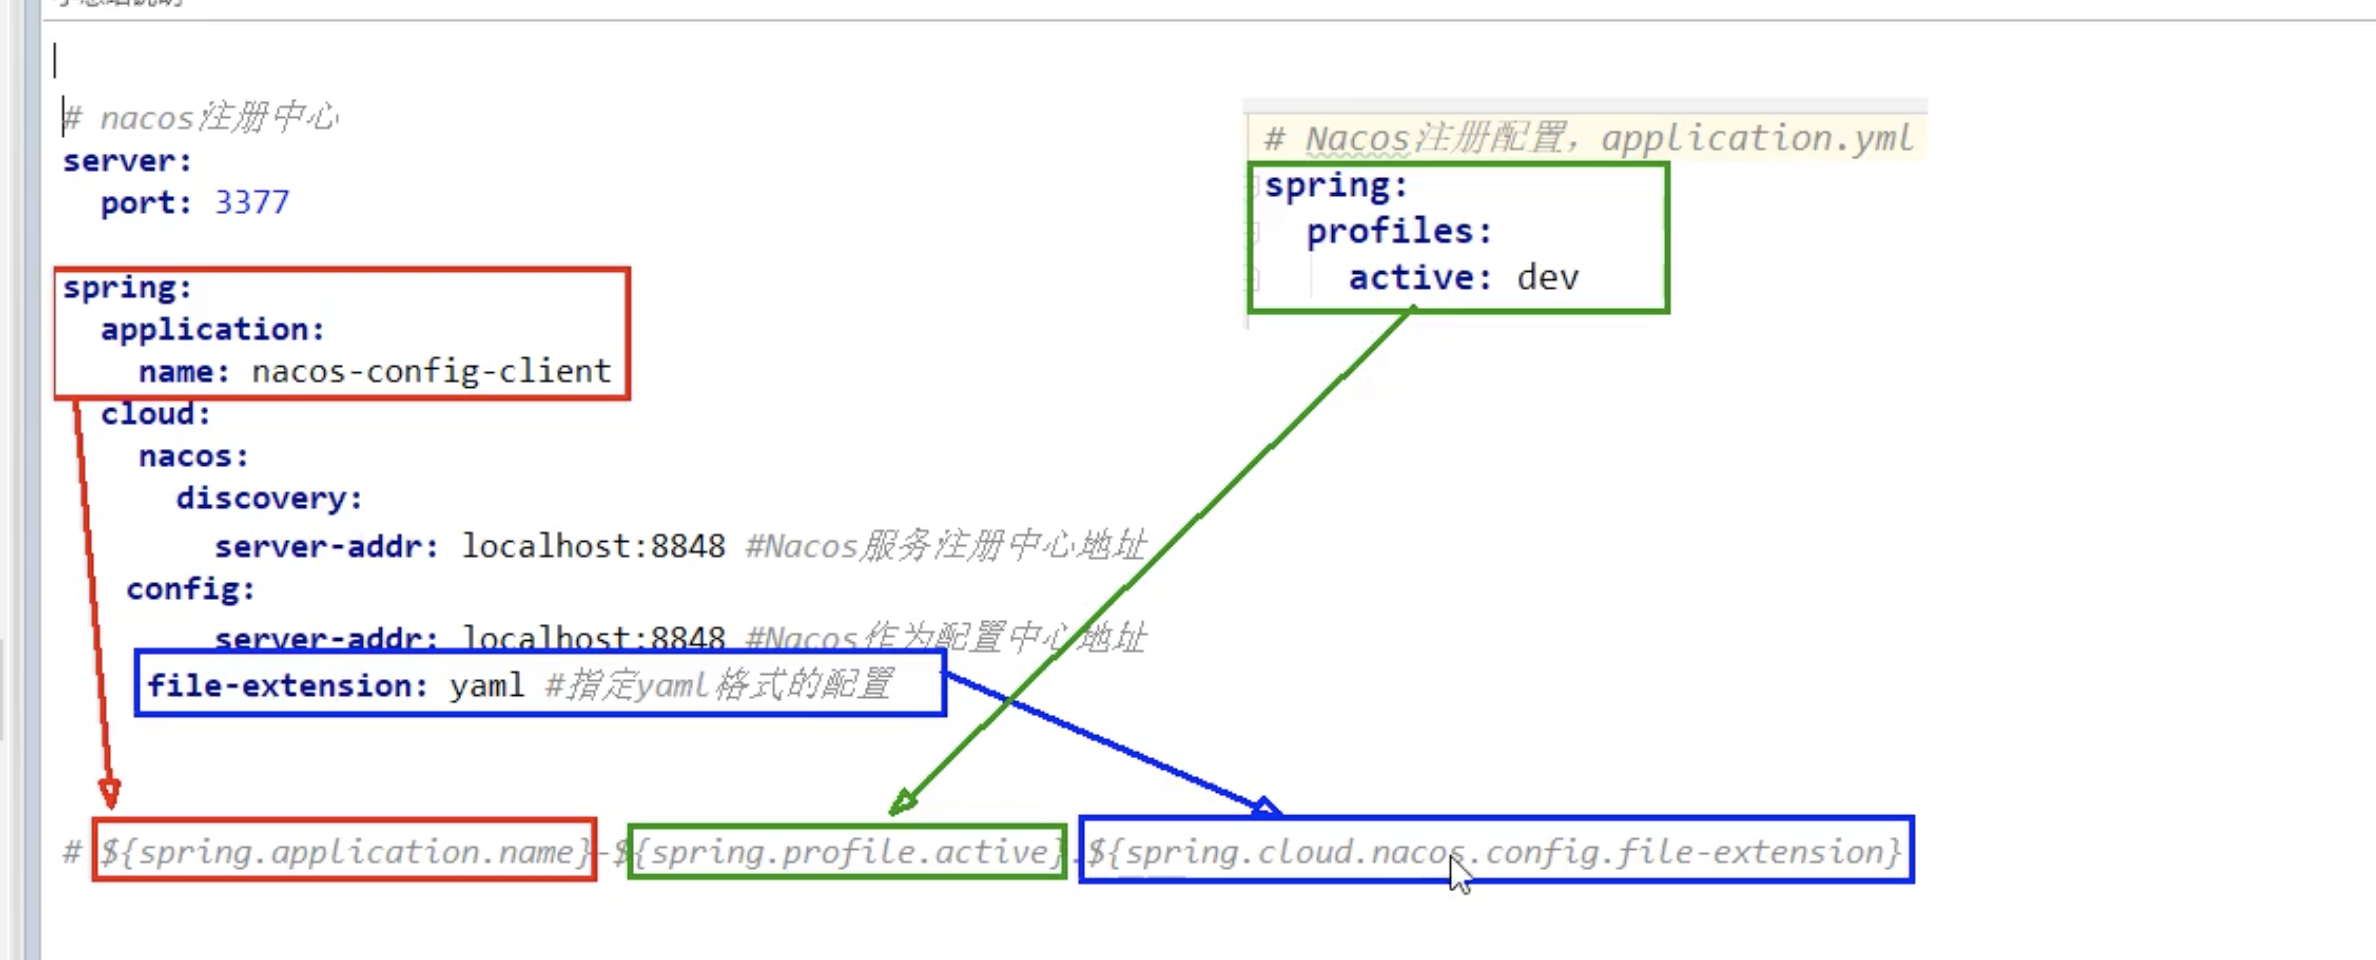 # nacos注册中心
server:
port: 3377
spring:
application:
name: nacos-config-client
cloud:
nacos:
discovery:
server-addr: localhost:8848 #Nacos服务注册中心地址
config:
server-addr: localhost:8848 #Nacos作为配置中心地址
file-extension: yaml #指定yaml格式的配置
# Nacos注册配置，application.yml
spring:
profiles:
active: dev
# ${spring.application.name}-${spring.profile.active}.${spring.cloud.nacos.config.file-extension}